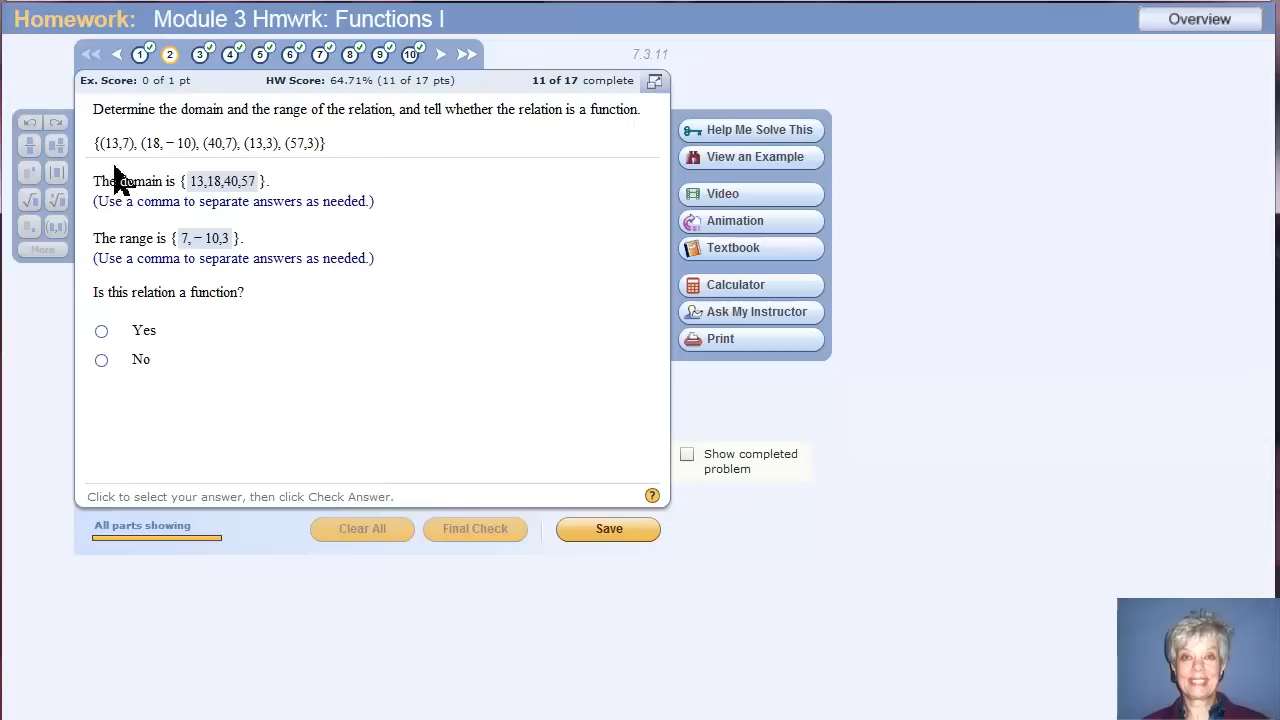 Homework: Module 3 Hmwrk: Functions I
Overview
1 2 3 4 5 6 7 8 9 10
7.3.11
Ex. Score: 0 of 1 pt
HW Score: 64.71% (11 of 17 pts)
11 of 17 complete
Determine the domain and the range of the relation, and tell whether the relation is a function.
{(13,7), (18, − 10), (40,7), (13,3), (57,3)}
The domain is { 13,18,40,57 }.
(Use a comma to separate answers as needed.)
The range is { 7, − 10,3 }.
(Use a comma to separate answers as needed.)
Is this relation a function?
Yes
No
Click to select your answer, then click Check Answer.
?
All parts showing
Clear All
Final Check
Save
More
Help Me Solve This
View an Example
Video
Animation
Textbook
Calculator
Ask My Instructor
Print
Show completed
problem